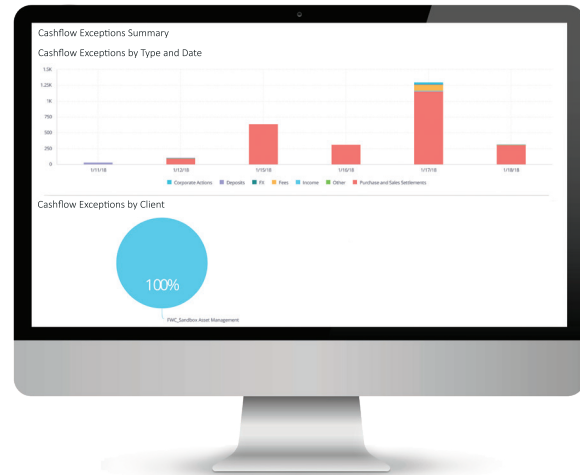 Cashflow Exceptions Summary
Cashflow Exceptions by Type and Date
1.5K
1.25K
1K
750
500
250
0
1/11/18 1/12/18 1/15/18 1/16/18 1/17/18 1/18/18
Corporate Actions Deposits FX Fees Income Other Purchase and Sales Settlements
Cashflow Exceptions by Client
100%
FWC_Sandbox Asset Management